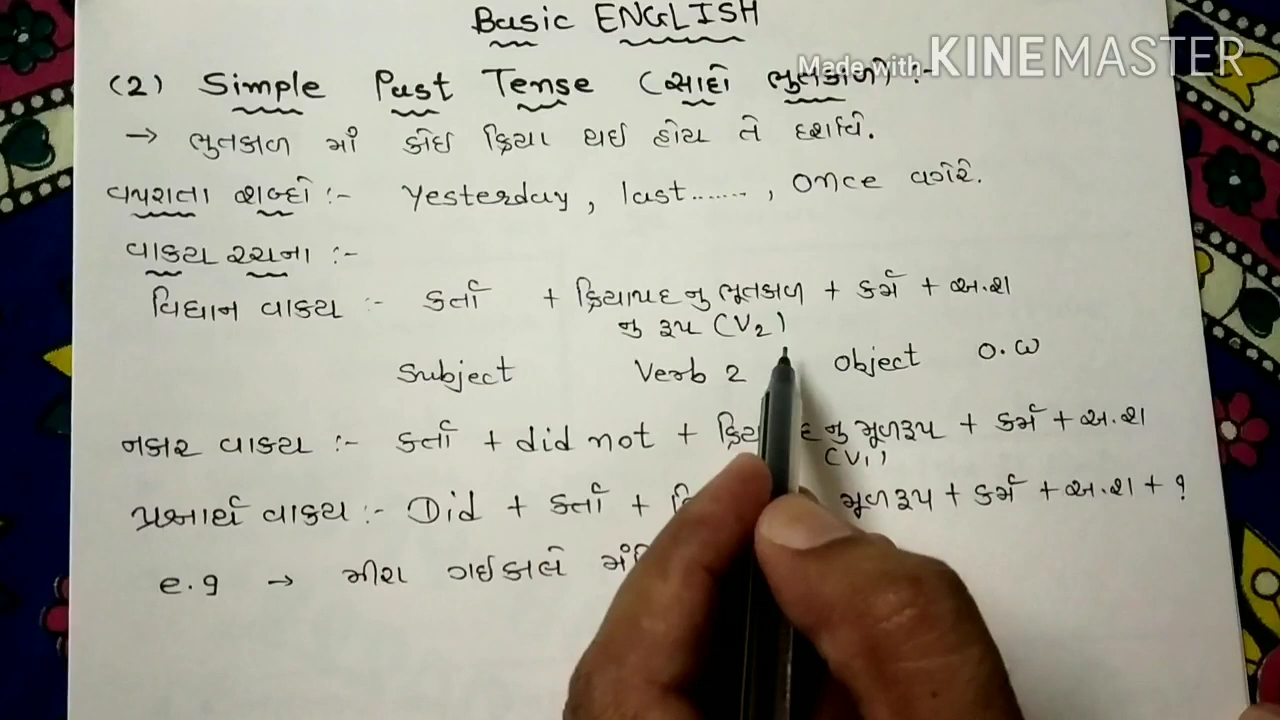 Basic ENGLISH
Made with KINEMASTER
(2) Simple Past Tense (સાદો ભુતકાળ) :-
→ ભુતકાળ માં કોઈ ક્રિયા થઈ હોય તે દર્શાવે.
વપરાતા શબ્દો :- Yesterday, last......., once વગેરે.
વાક્ય રચના :-
વિધાન વાક્ય :- કર્તા + ક્રિયાપદ નુ ભૂતકાળ + કર્મ + અ.શ
નુ રૂપ (V2)
Subject Verb 2 Object O.W
નકાર વાક્ય :- કર્તા + did not + નુ મૂળરૂપ + કર્મ + અ.શ
(V1)
પ્રશ્નાર્થ વાક્ય :- Did + કર્તા + મૂળરૂપ + કર્મ + અ.શ + ?
e.g → મીરા ગઈકાલે